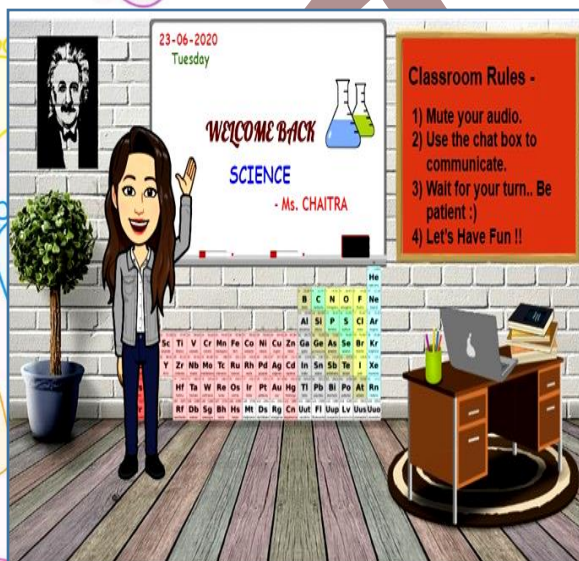 23-06-2020
Tuesday
WELCOME BACK
SCIENCE
- Ms. CHAITRA
Classroom Rules -
1) Mute your audio.
2) Use the chat box to
communicate.
3) Wait for your turn.. Be
patient :)
4) Let's Have Fun !!
He
B C N O F Ne
Al Si P S Cl Ar
Sc Ti V Cr Mn Fe Co Ni Cu Zn Ga Ge As Se Br Kr
Y Zr Nb Mo Tc Ru Rh Pd Ag Cd In Sn Sb Te I Xe
Hf Ta W Re Os Ir Pt Au Hg Tl Pb Bi Po At Rn
Rf Db Sg Bh Hs Mt Ds Rg Cn Uut Fl Uup Lv Uus Uuo